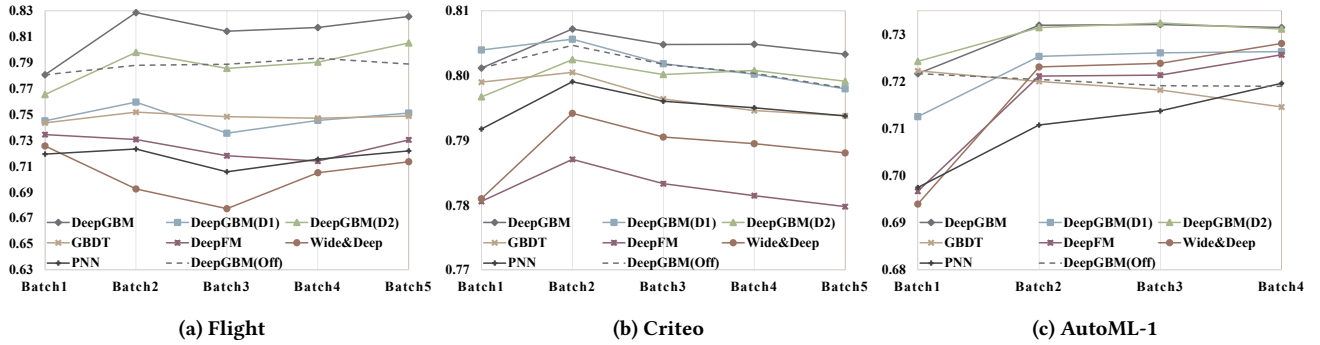 0.83
0.81
0.79
0.77
0.75
0.73
0.71
0.69
0.67
0.65
0.63
DeepGBM DeepGBM(D1) DeepGBM(D2)
GBDT DeepFM Wide&Deep
PNN DeepGBM(Off)
Batch1 Batch2 Batch3 Batch4 Batch5
(a) Flight
0.81
0.80
0.79
0.78
0.77
DeepGBM DeepGBM(D1) DeepGBM(D2)
GBDT DeepFM Wide&Deep
PNN DeepGBM(Off)
Batch1 Batch2 Batch3 Batch4 Batch5
(b) Criteo
0.73
0.72
0.71
0.70
0.69
0.68
DeepGBM DeepGBM(D1) DeepGBM(D2)
GBDT DeepFM Wide&Deep
PNN DeepGBM(Off)
Batch1 Batch2 Batch3 Batch4
(c) AutoML-1